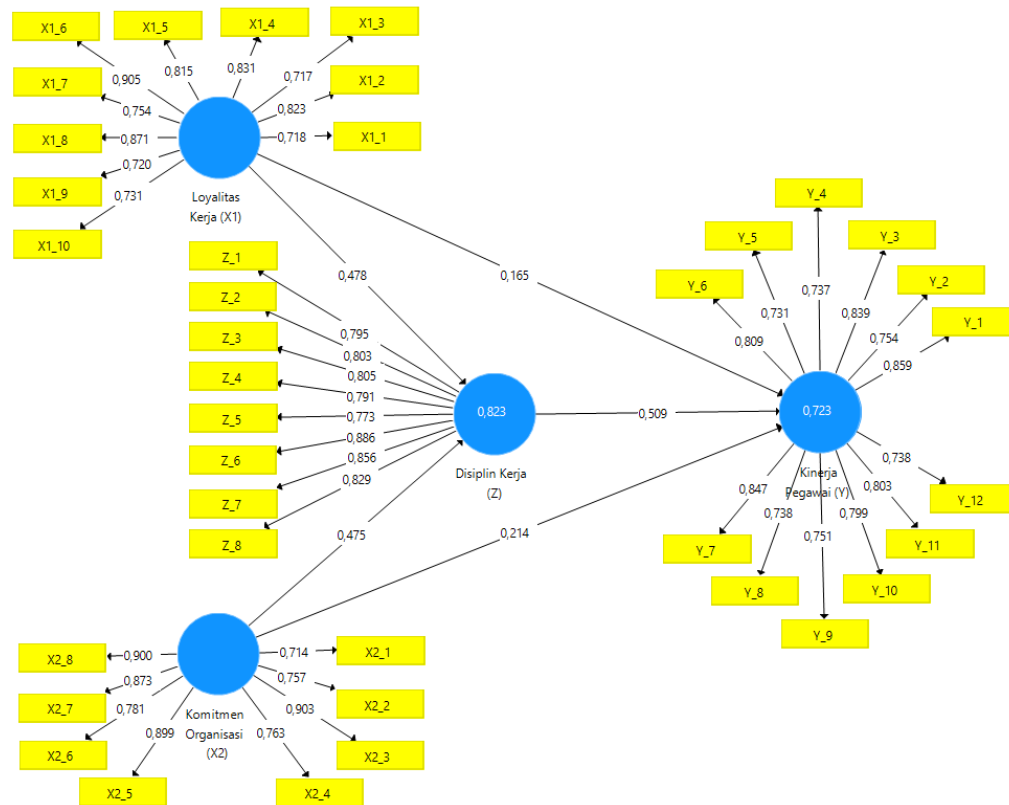 X1_6
X1_5
X1_4
X1_3
X1_7
X1_2
X1_8
X1_1
X1_9
X1_10
0,905
0,815
0,831
0,717
0,754
0,823
0,871
0,718
0,720
0,731
Loyalitas
Kerja (X1)
Z_1
Z_2
Z_3
Z_4
Z_5
Z_6
Z_7
Z_8
0,795
0,803
0,805
0,791
0,773
0,886
0,856
0,829
0,478
0,165
0,823
Disiplin Kerja
(Z)
0,509
0,475
0,214
Y_4
Y_5
Y_3
Y_6
Y_2
Y_1
0,737
0,731
0,839
0,809
0,754
0,859
0,723
Kinerja
Pegawai (Y)
0,847
0,738
0,751
0,799
0,803
0,738
Y_12
Y_11
Y_7
Y_8
Y_10
Y_9
X2_8
X2_7
X2_6
X2_5
0,900
0,873
0,781
0,899
0,714
0,757
0,903
0,763
X2_1
X2_2
X2_3
X2_4
Komitmen
Organisasi
(X2)